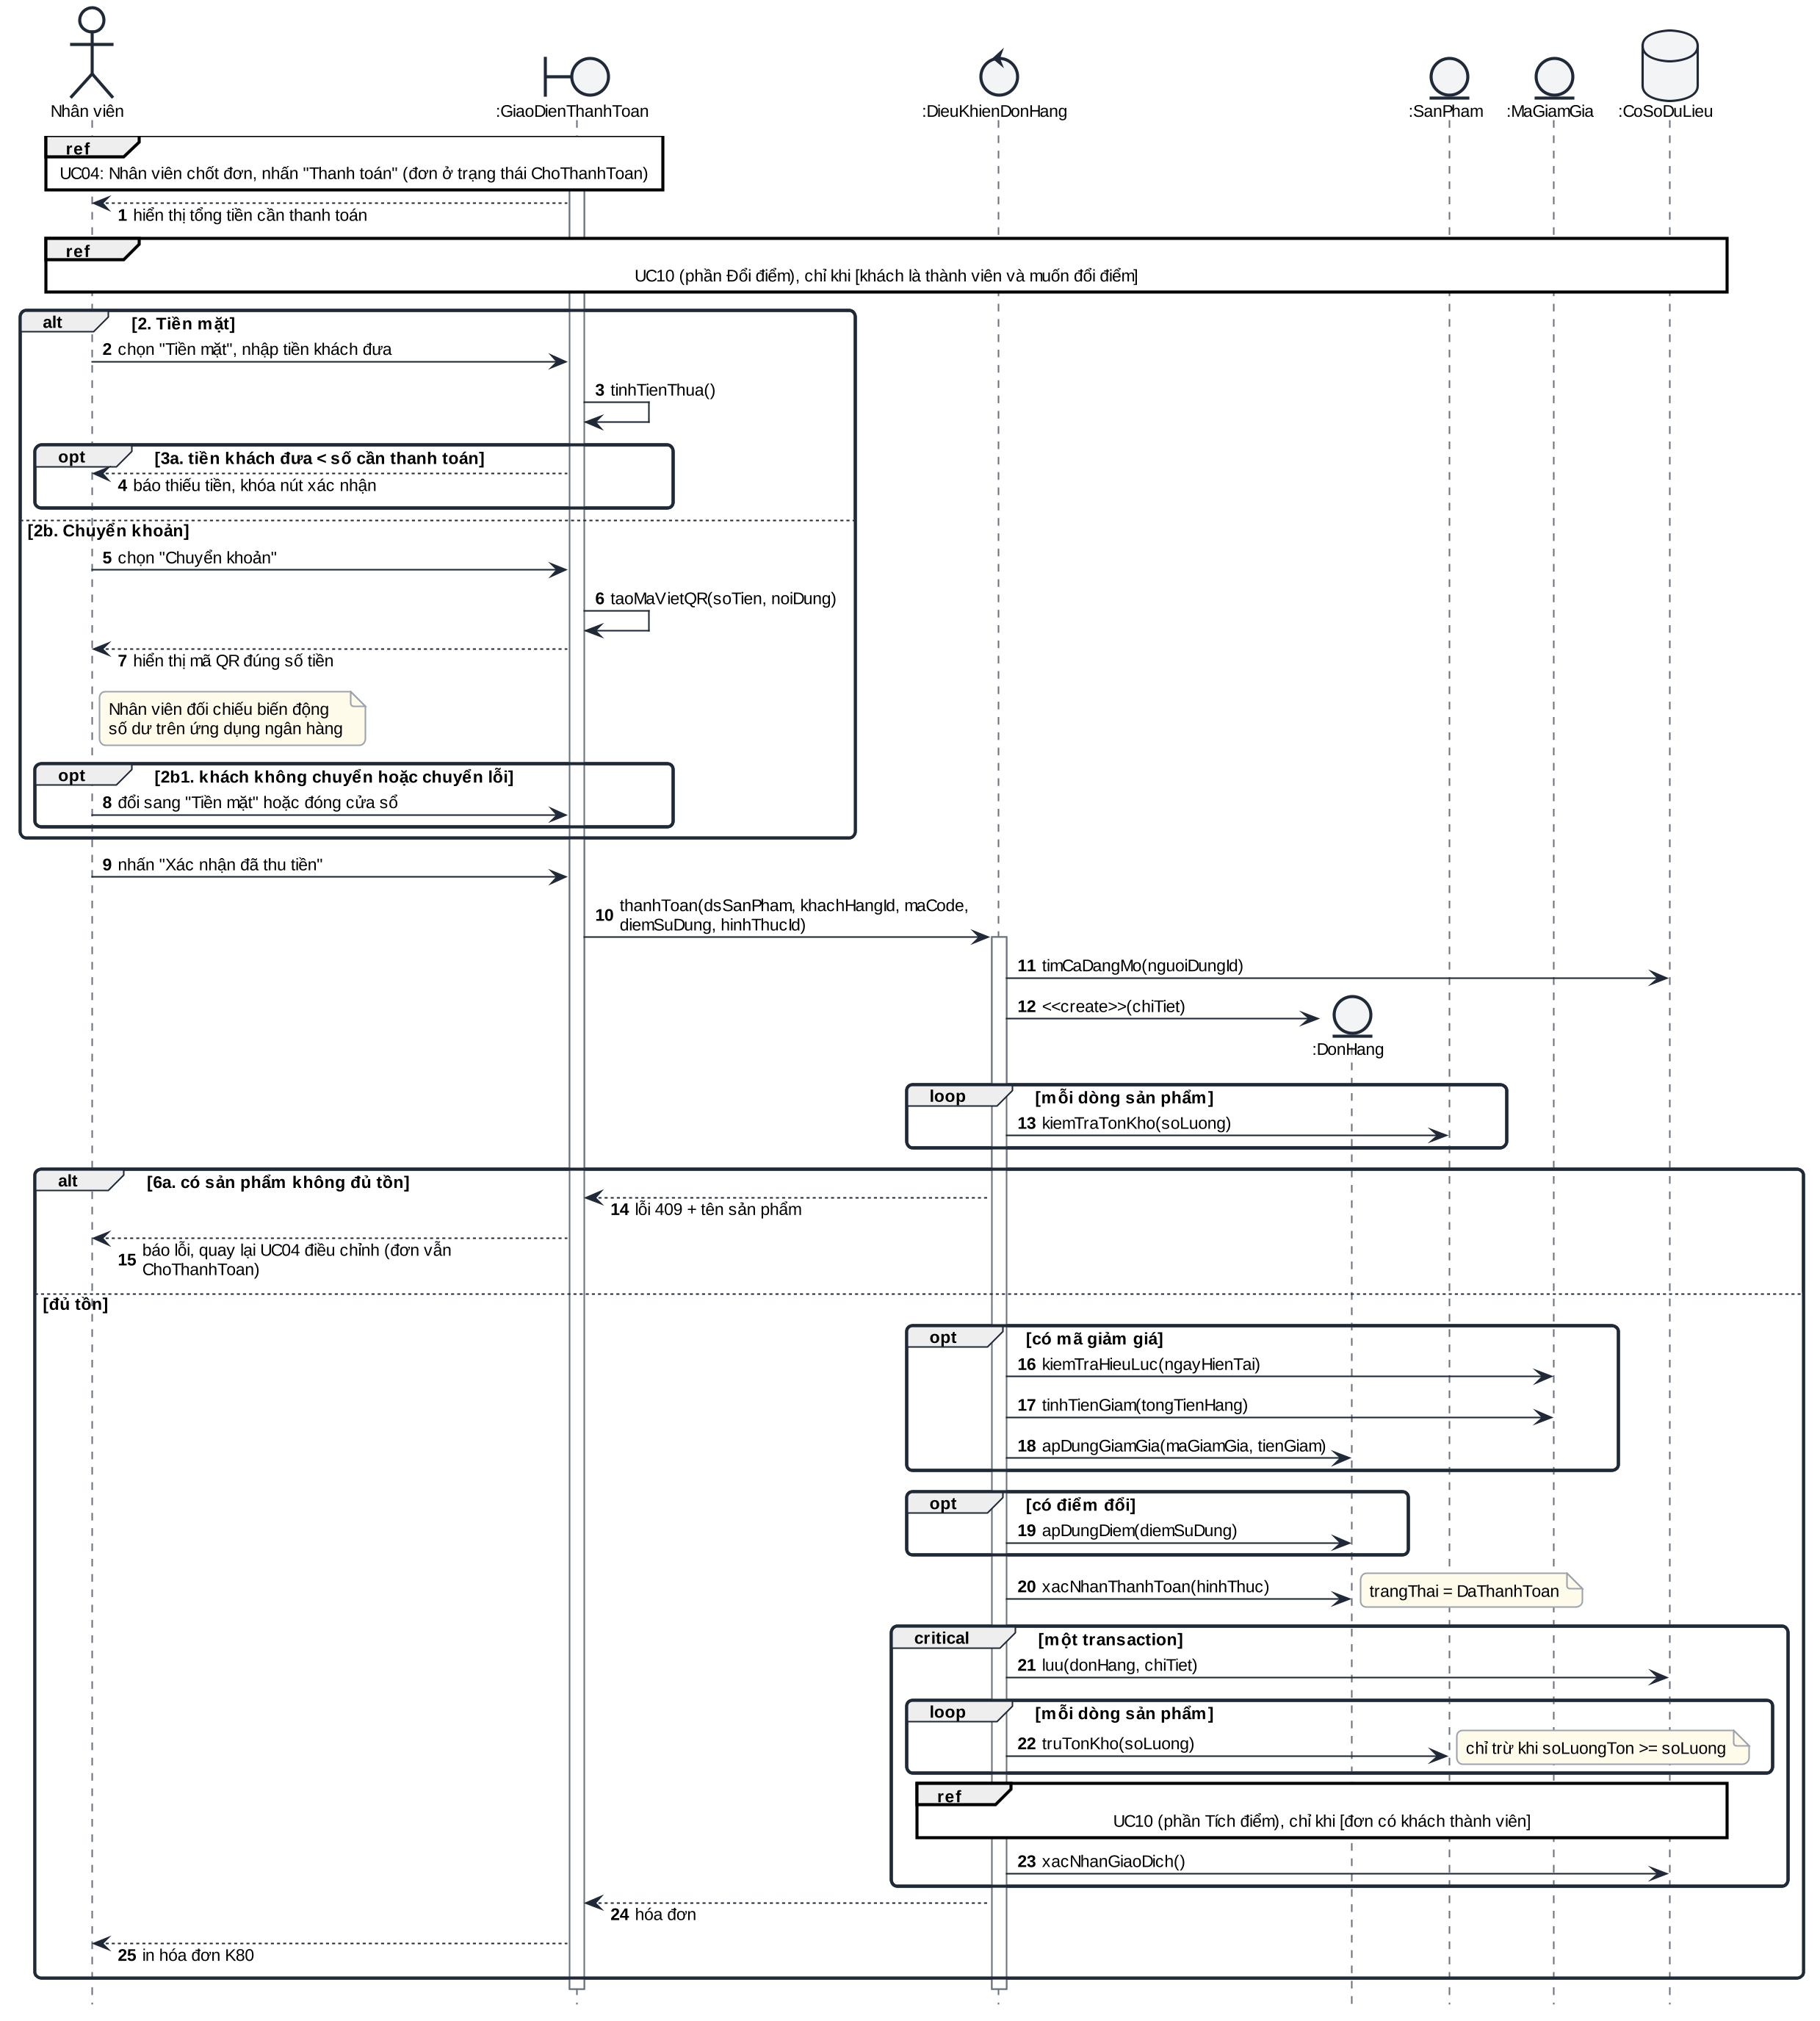 Nhân viên
:GiaoDienThanhToan
:DieuKhienDonHang
:SanPham
:MaGiamGia
:CoSoDuLieu
ref
UC04: Nhân viên chốt đơn, nhấn "Thanh toán" (đơn ở trạng thái ChoThanhToan)
1 hiển thị tổng tiền cần thanh toán
ref
UC10 (phần Đổi điểm), chỉ khi [khách là thành viên và muốn đổi điểm]
alt [2. Tiền mặt]
2 chọn "Tiền mặt", nhập tiền khách đưa
3 tinhTienThua()
opt [3a. tiền khách đưa < số cần thanh toán]
4 báo thiếu tiền, khóa nút xác nhận
[2b. Chuyển khoản]
5 chọn "Chuyển khoản"
6 taoMaVietQR(soTien, noiDung)
7 hiển thị mã QR đúng số tiền
Nhân viên đối chiếu biến động
số dư trên ứng dụng ngân hàng
opt [2b1. khách không chuyển hoặc chuyển lỗi]
8 đổi sang "Tiền mặt" hoặc đóng cửa sổ
9 nhấn "Xác nhận đã thu tiền"
10 thanhToan(dsSanPham, khachHangId, maCode,
diemSuDung, hinhThucId)
11 timCaDangMo(nguoiDungId)
12 <<create>>(chiTiet)
:DonHang
loop [mỗi dòng sản phẩm]
13 kiemTraTonKho(soLuong)
alt [6a. có sản phẩm không đủ tồn]
14 lỗi 409 + tên sản phẩm
15 báo lỗi, quay lại UC04 điều chỉnh (đơn vẫn
ChoThanhToan)
[đủ tồn]
opt [có mã giảm giá]
16 kiemTraHieuLuc(ngayHienTai)
17 tinhTienGiam(tongTienHang)
18 apDungGiamGia(maGiamGia, tienGiam)
opt [có điểm đổi]
19 apDungDiem(diemSuDung)
20 xacNhanThanhToan(hinhThuc)
trangThai = DaThanhToan
critical [một transaction]
21 luu(donHang, chiTiet)
loop [mỗi dòng sản phẩm]
22 truTonKho(soLuong)
chỉ trừ khi soLuongTon >= soLuong
ref
UC10 (phần Tích điểm), chỉ khi [đơn có khách thành viên]
23 xacNhanGiaoDich()
24 hóa đơn
25 in hóa đơn K80